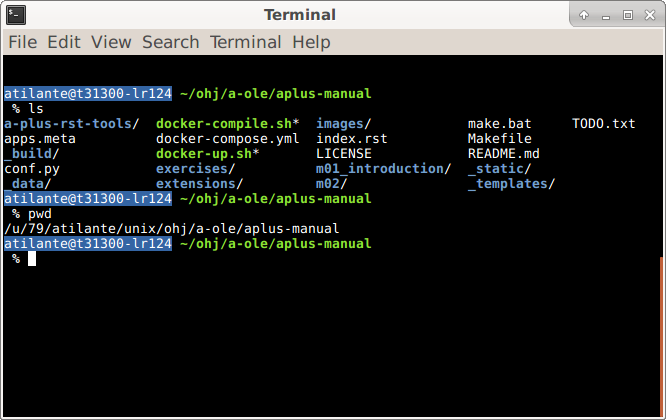 Terminal
File Edit View Search Terminal Help
atilante@t31300-lr124 ~/ohj/a-ole/aplus-manual
% ls
a-plus-rst-tools/ docker-compile.sh* images/ make.bat TODO.txt
apps.meta docker-compose.yml index.rst Makefile
_build/ docker-up.sh* LICENSE README.md
conf.py exercises/ m01_introduction/ _static/
_data/ extensions/ m02/ _templates/
atilante@t31300-lr124 ~/ohj/a-ole/aplus-manual
% pwd
/u/79/atilante/unix/ohj/a-ole/aplus-manual
atilante@t31300-lr124 ~/ohj/a-ole/aplus-manual
%